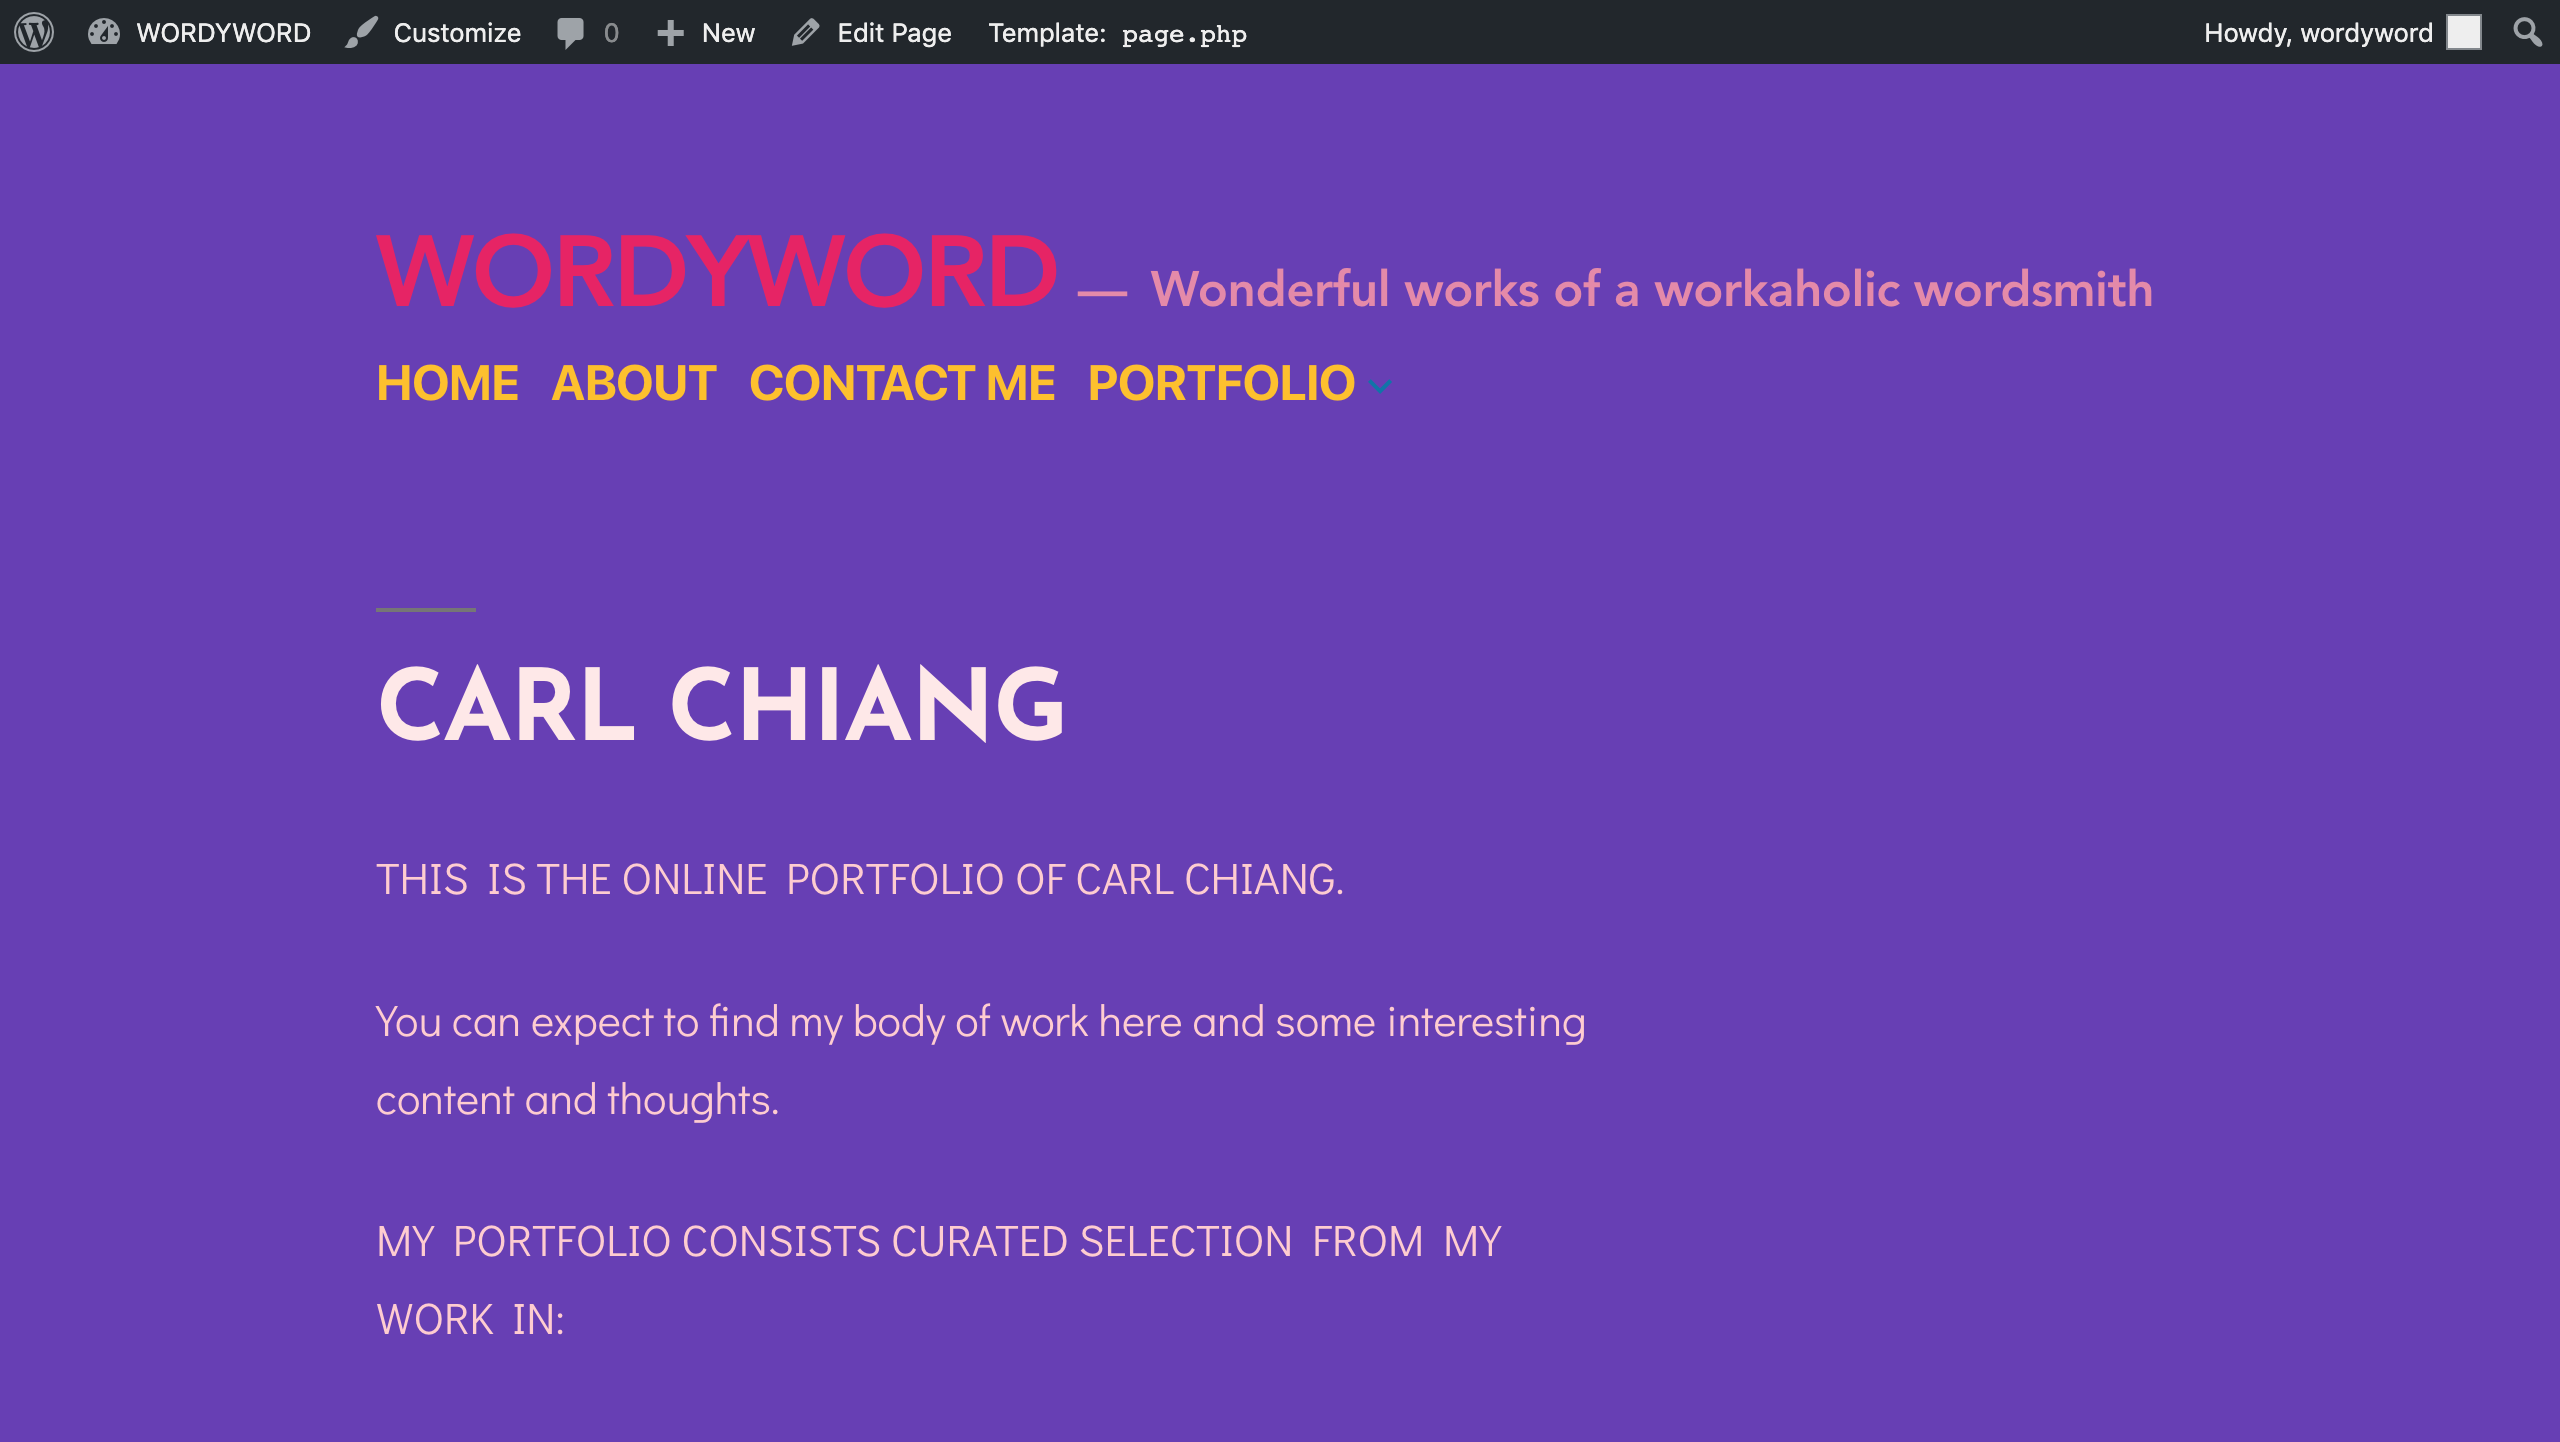 WORDYWORD Customize 0 New Edit Page Template: page.php Howdy, wordyword
WORDYWORD — Wonderful works of a workaholic wordsmith
HOME ABOUT CONTACT ME PORTFOLIO
CARL CHIANG
THIS IS THE ONLINE PORTFOLIO OF CARL CHIANG.
You can expect to find my body of work here and some interesting
content and thoughts.
MY PORTFOLIO CONSISTS CURATED SELECTION FROM MY
WORK IN: